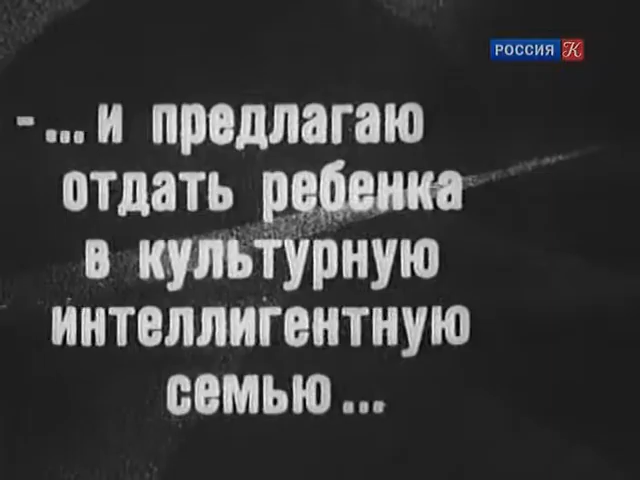 РОССИЯ К
-...и предлагаю
отдать ребенка
в культурную
интеллигентную
семью...